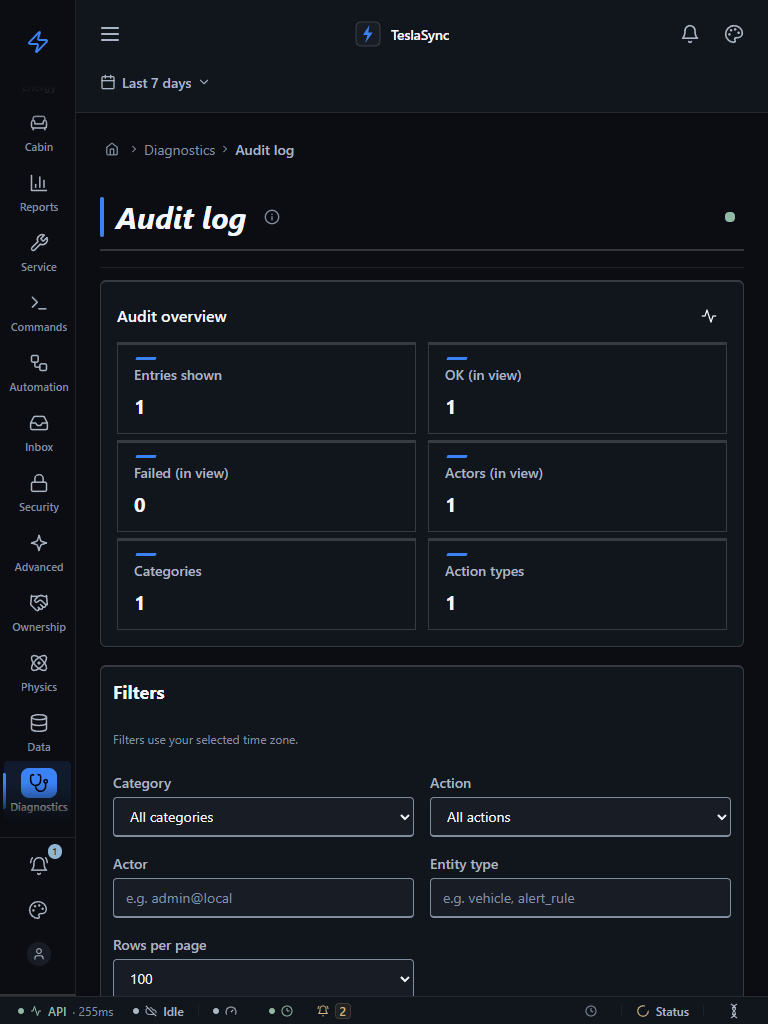 TeslaSync
Last 7 days
Cabin
Reports
Service
Commands
Automation
Inbox
Security
Advanced
Ownership
Physics
Data
Diagnostics
1
Diagnostics
Audit log
Audit log
Audit overview
Entries shown
1
OK (in view)
1
Failed (in view)
0
Actors (in view)
1
Categories
1
Action types
1
Filters
Filters use your selected time zone.
Category
All categories
Action
All actions
Actor
e.g. admin@local
Entity type
e.g. vehicle, alert_rule
Rows per page
100
API · 255ms
Idle
2
Status